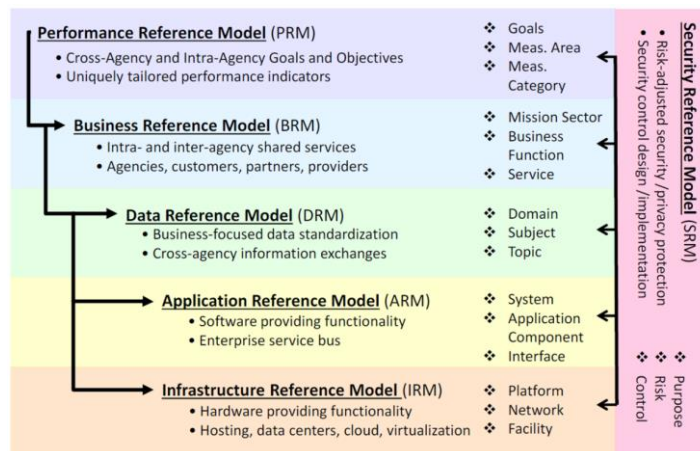 Performance Reference Model (PRM)
• Cross-Agency and Intra-Agency Goals and Objectives
• Uniquely tailored performance indicators
❖ Goals
❖ Meas. Area
❖ Meas.
Category
Business Reference Model (BRM)
• Intra- and inter-agency shared services
• Agencies, customers, partners, providers
❖ Mission Sector
❖ Business
Function
❖ Service
Data Reference Model (DRM)
• Business-focused data standardization
• Cross-agency information exchanges
❖ Domain
❖ Subject
❖ Topic
Application Reference Model (ARM)
• Software providing functionality
• Enterprise service bus
❖ System
❖ Application
Component
❖ Interface
Infrastructure Reference Model (IRM)
• Hardware providing functionality
• Hosting, data centers, cloud, virtualization
❖ Platform
❖ Network
❖ Facility
Security Reference Model (SRM)
• Risk-adjusted security /privacy protection
• Security control design /implementation
❖ Purpose
❖ Risk
❖ Control